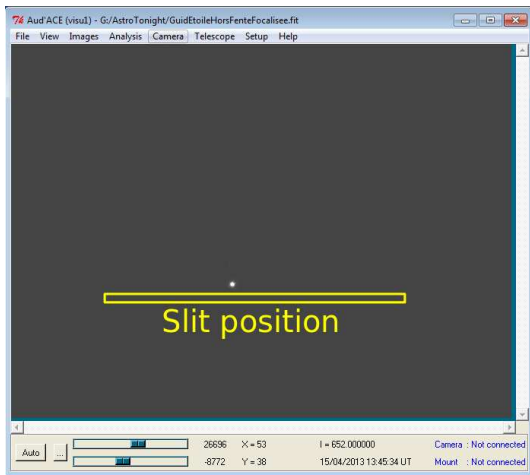 Aud'ACE (visu1) - G:/AstroTonight/GuidEtoileHorsFenteFocalisee.fit
File View Images Analysis Camera Telescope Setup Help
Slit position
Auto ... 26696 X = 53 I = 652.000000 Camera : Not connected
-8772 Y = 38 15/04/2013 13:45:34 UT Mount : Not connected